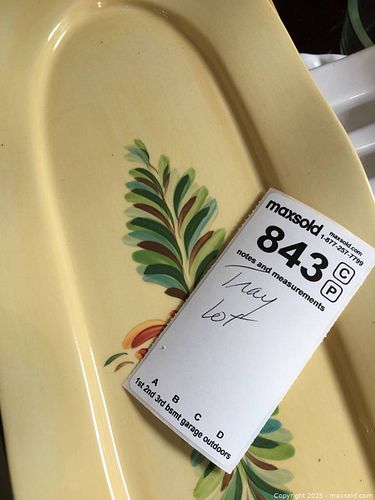 maxsold
maxsold.com
1-877-257-7799
843
C
P
notes and measurements
Tray
Lot
A B C D
1st 2nd 3rd bsmt garage outdoors
Copyright 2025 - maxsold.com